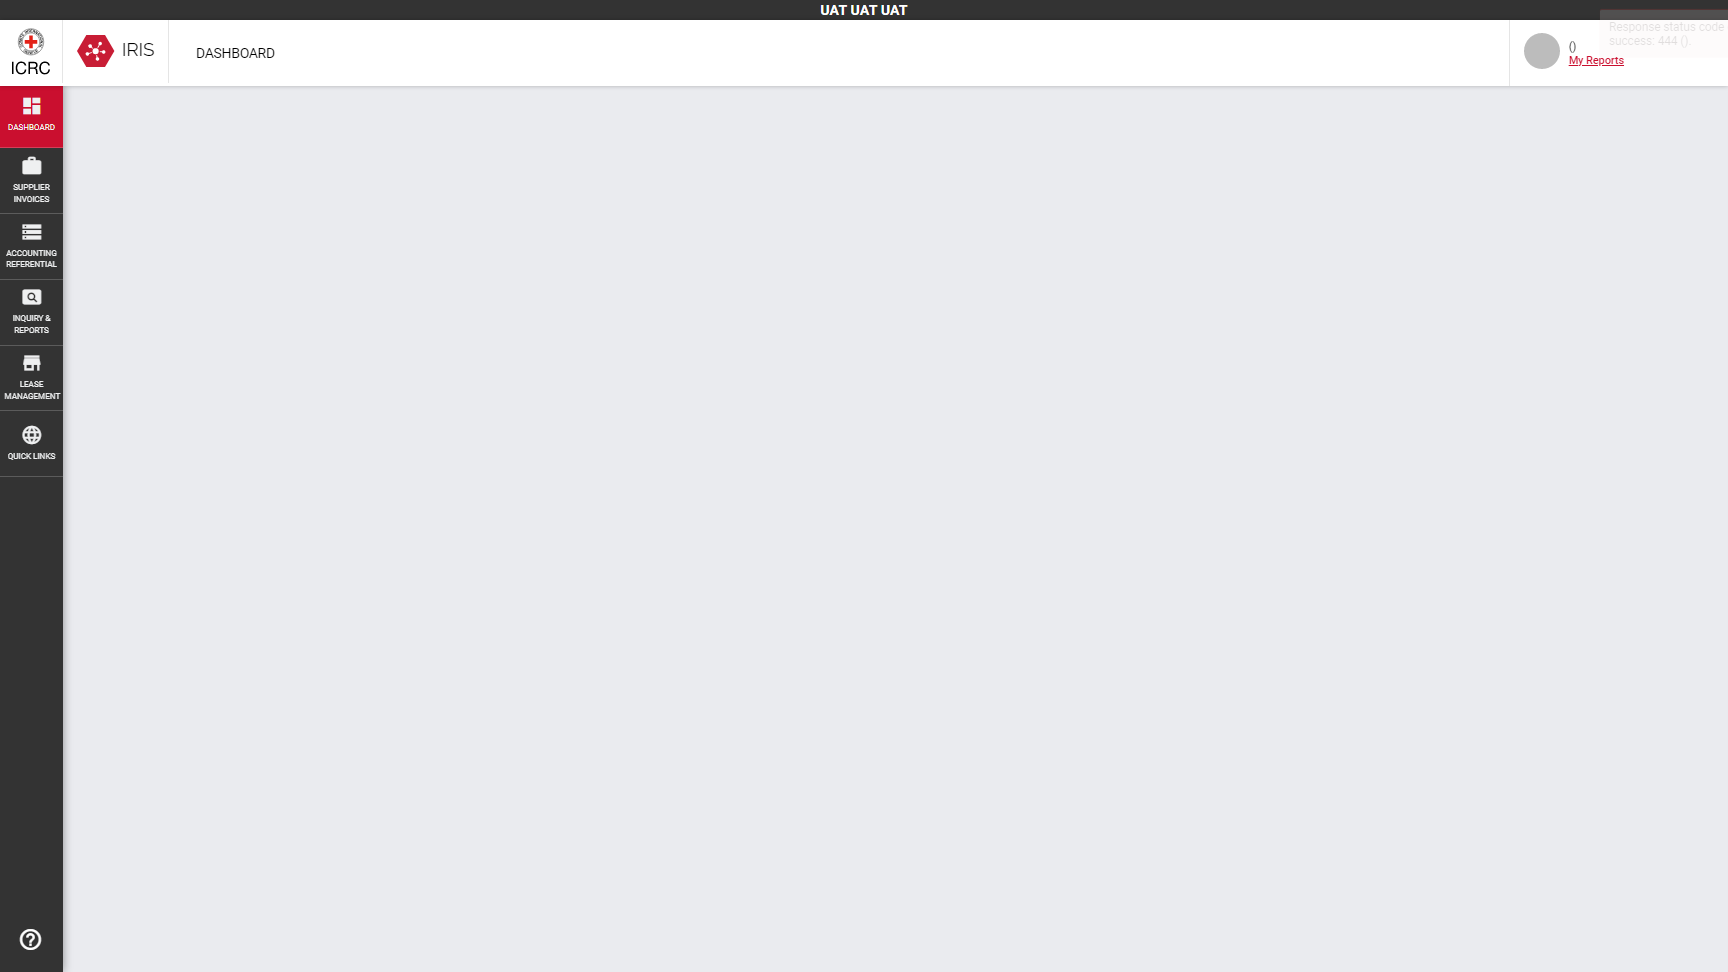 UAT UAT UAT
ICRC
IRIS
DASHBOARD
()
My Reports
Response status code
success: 444 ().
DASHBOARD
SUPPLIER
INVOICES
ACCOUNTING
REFERENTIAL
INQUIRY &
REPORTS
LEASE
MANAGEMENT
QUICK LINKS